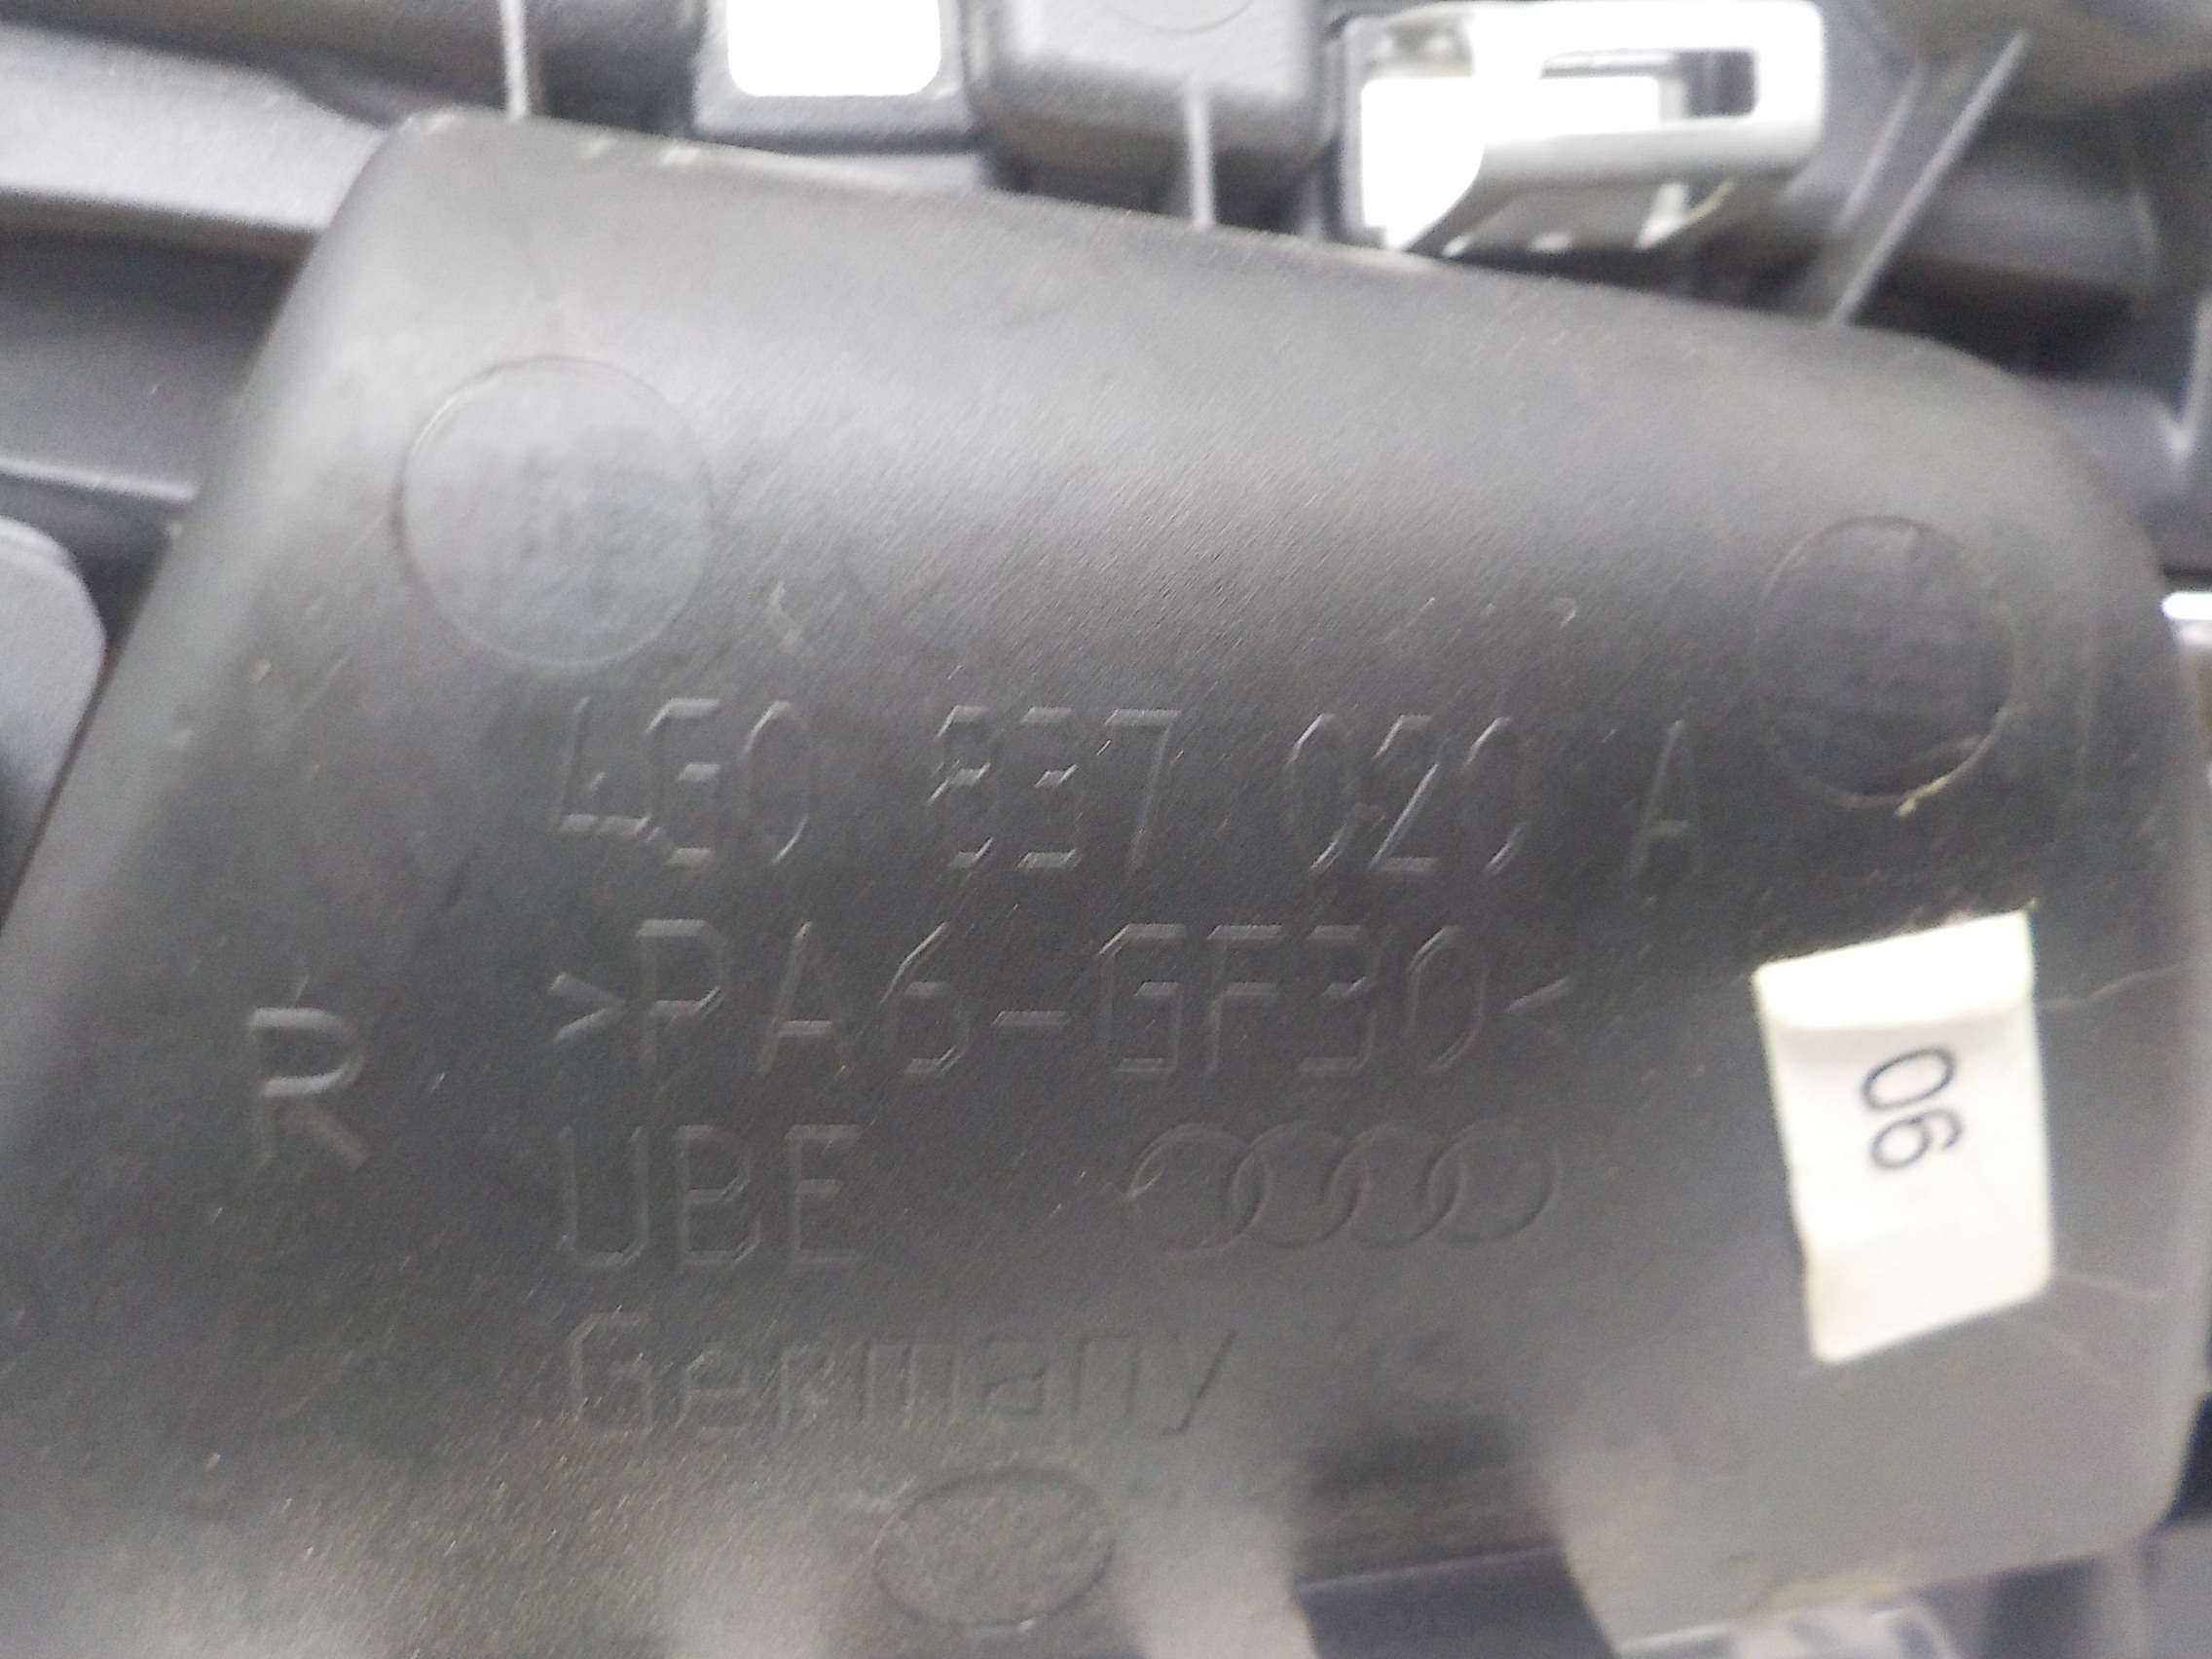 4E0 837 020 A
>PA6-GF30<
R
UBE
Germany
06